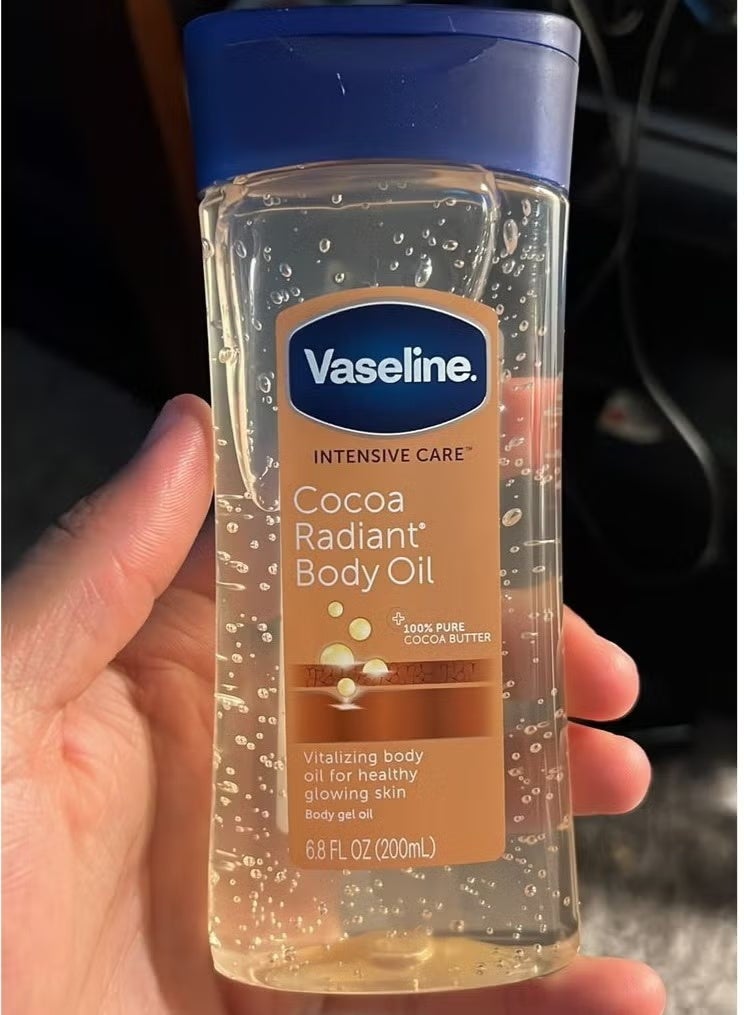 Vaseline.
INTENSIVE CARE™
Cocoa
Radiant®
Body Oil
+100% PURE
COCOA BUTTER
Vitalizing body
oil for healthy
glowing skin
Body gel oil
6.8 FL OZ (200mL)